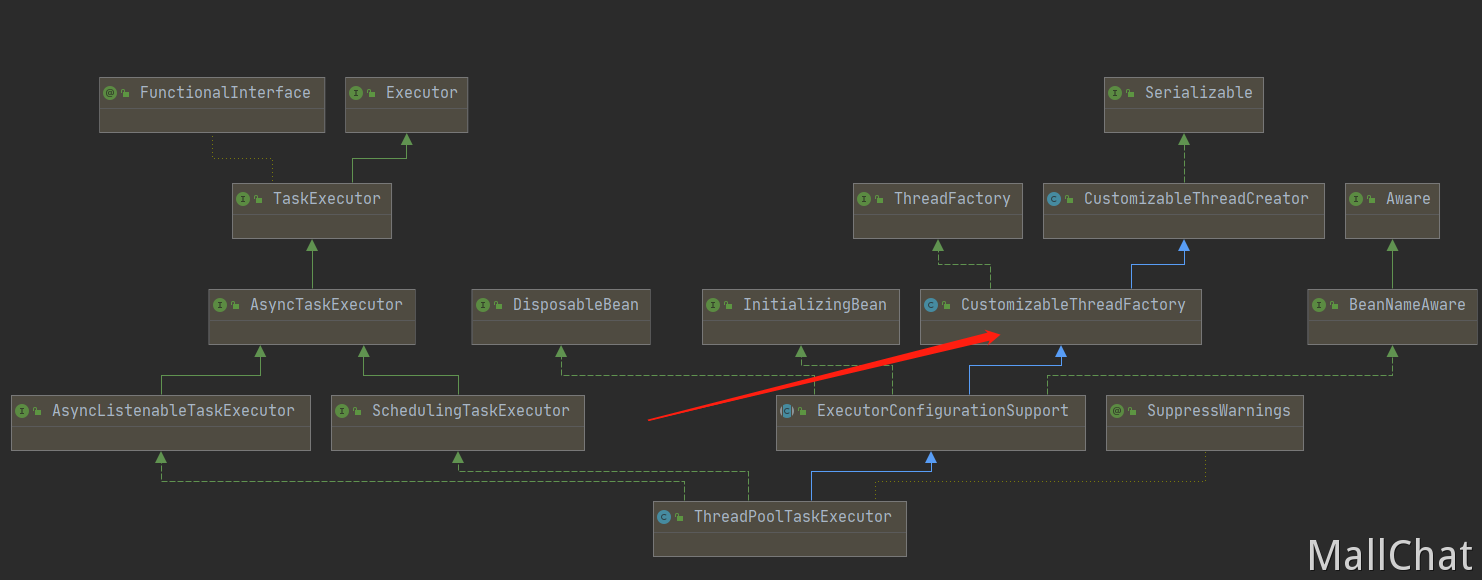 FunctionalInterface
Executor
Serializable
TaskExecutor
ThreadFactory
CustomizableThreadCreator
Aware
AsyncTaskExecutor
DisposableBean
InitializingBean
CustomizableThreadFactory
BeanNameAware
AsyncListenableTaskExecutor
SchedulingTaskExecutor
ExecutorConfigurationSupport
SuppressWarnings
ThreadPoolTaskExecutor
MallChat